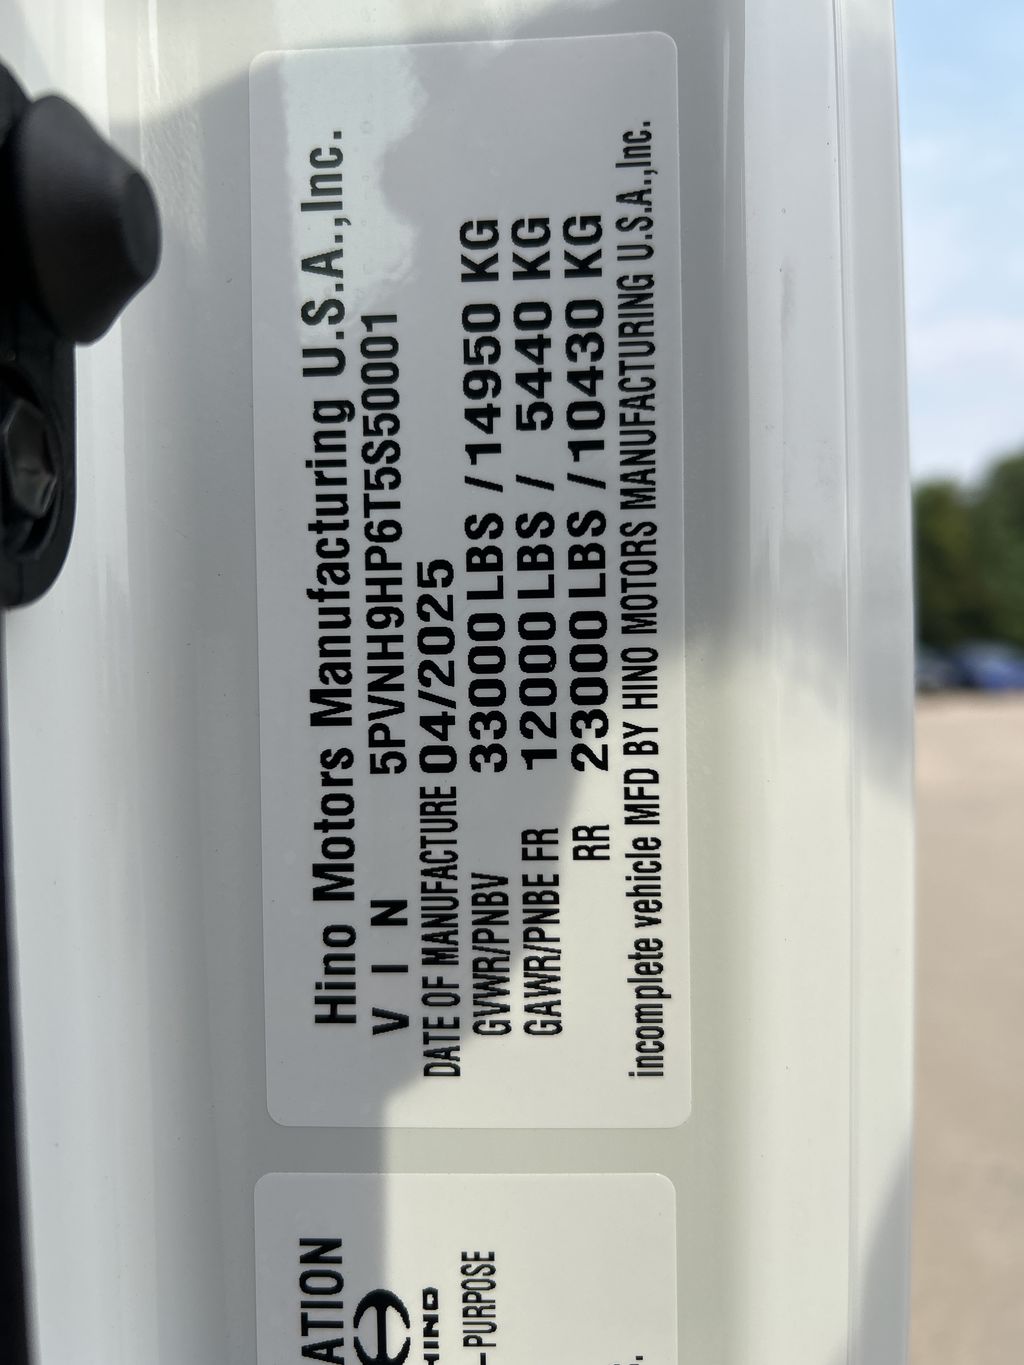 Hino Motors Manufacturing U.S.A.,Inc.
V I N 5PVNH9HP6T5S50001
DATE OF MANUFACTURE 04/2025
GVWR/PNBV 33000 LBS / 14950 KG
GAWR/PNBE FR 12000 LBS / 5440 KG
RR 23000 LBS / 10430 KG
incomplete vehicle MFD BY HINO MOTORS MANUFACTURING U.S.A.,Inc.
ATION
HINO
-PURPOSE